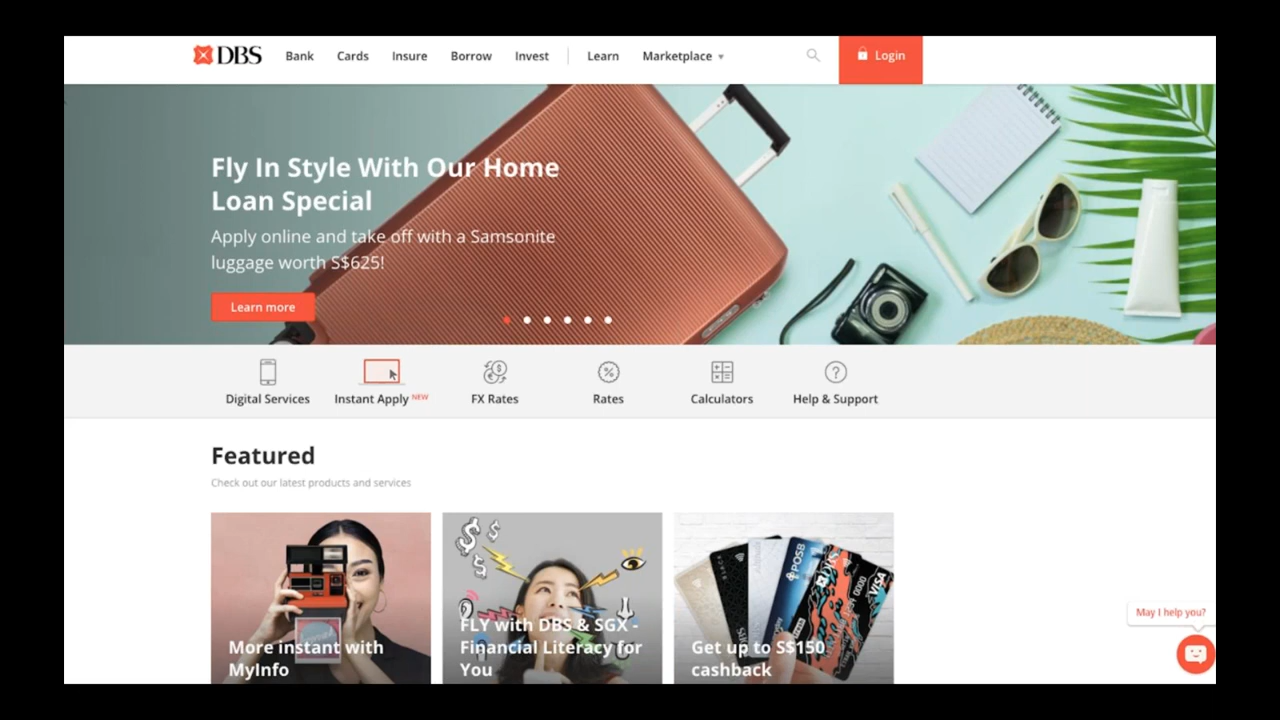 DBS
Bank
Cards
Insure
Borrow
Invest
Learn
Marketplace
Login
Fly In Style With Our Home
Loan Special
Apply online and take off with a Samsonite
luggage worth S$625!
Learn more
Digital Services
Instant Apply NEW
FX Rates
Rates
Calculators
Help & Support
Featured
Check out our latest products and services
More instant with
MyInfo
FLY with DBS & SGX -
Financial Literacy for
You
POSB
DBS
VISA
Get up to S$150
cashback
May I help you?